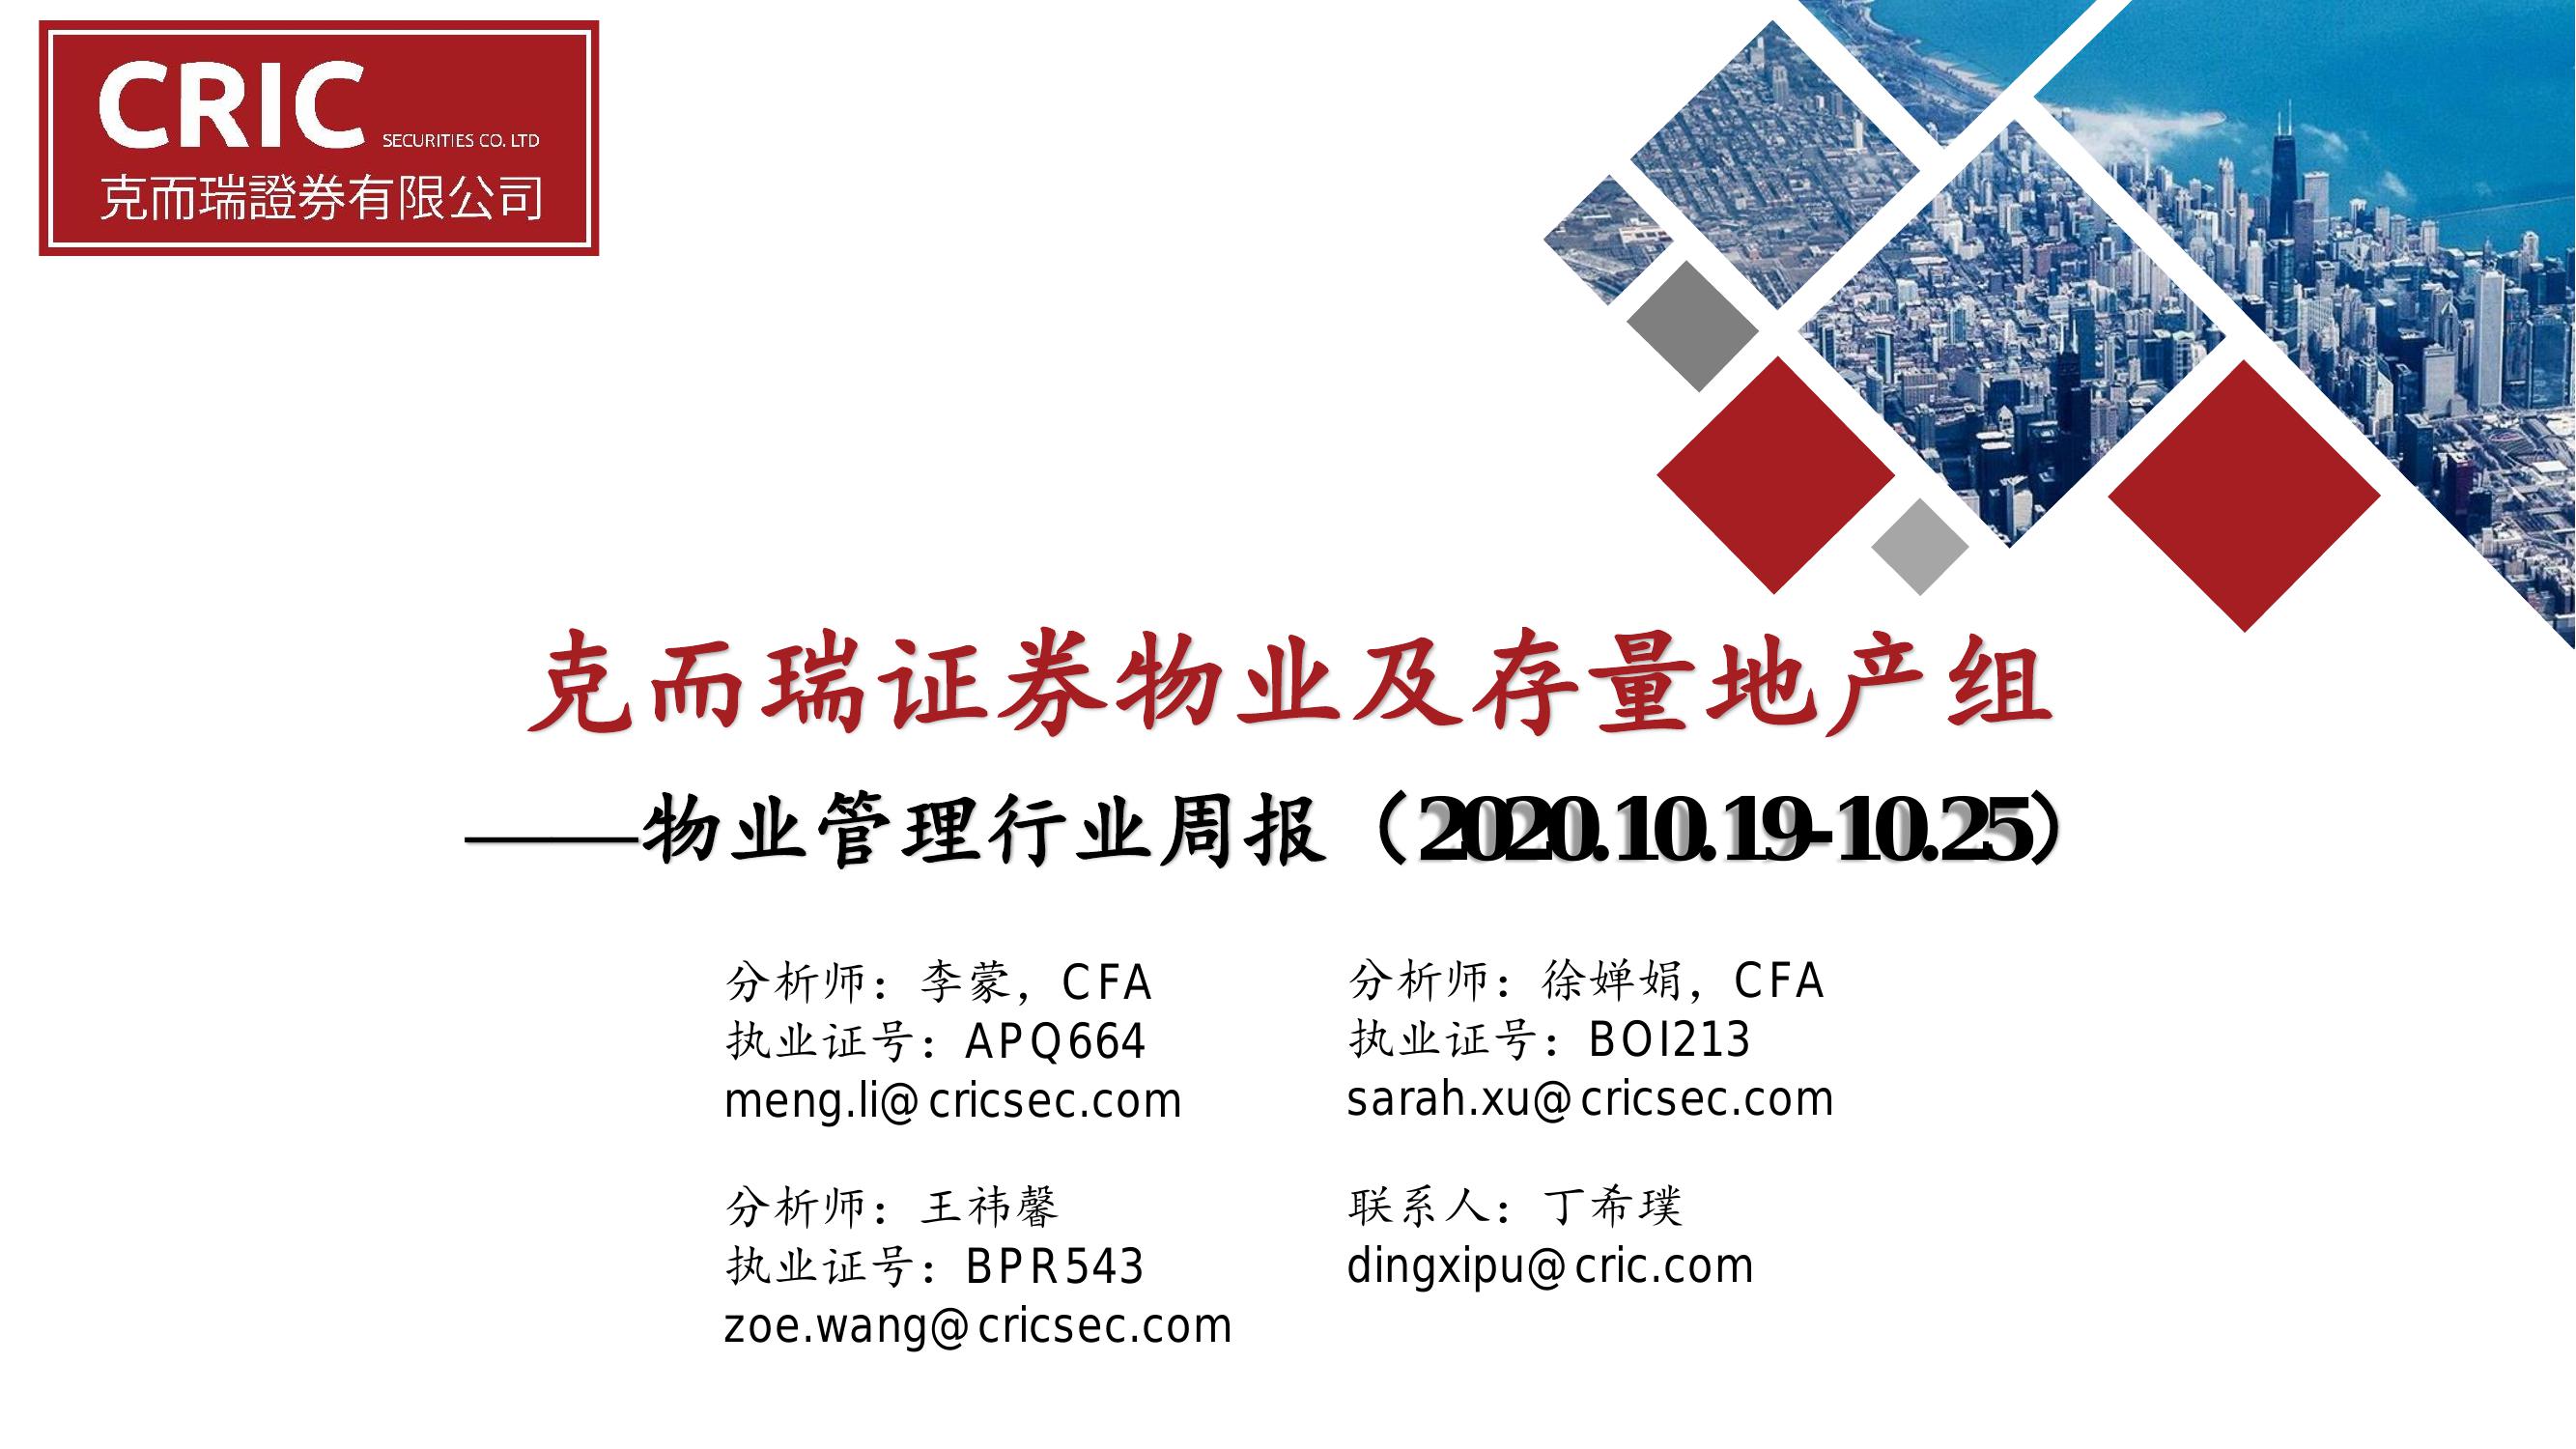 CRIC SECURITIES CO. LTD
克而瑞證券有限公司
克而瑞证券物业及存量地产组
——物业管理行业周报（2020.10.19-10.25）
分析师：李蒙，CFA
执业证号：APQ664
meng.li@cricsec.com
分析师：徐婵娟，CFA
执业证号：BOI213
sarah.xu@cricsec.com
分析师：王祎馨
执业证号：BPR543
zoe.wang@cricsec.com
联系人：丁希璞
dingxipu@cric.com